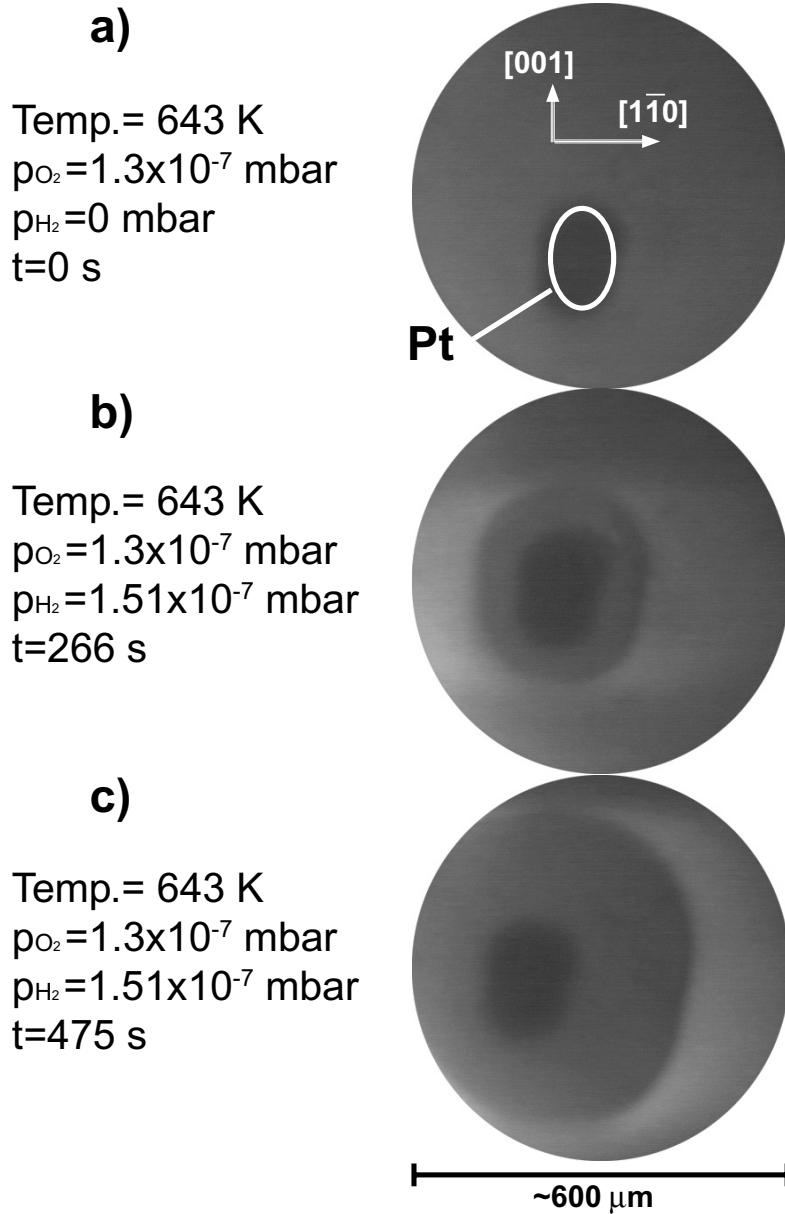 a)
Temp.= 643 K
pO₂=1.3x10⁻⁷ mbar
pH₂=0 mbar
t=0 s
[001]
[11̅0]
Pt
b)
Temp.= 643 K
pO₂=1.3x10⁻⁷ mbar
pH₂=1.51x10⁻⁷ mbar
t=266 s
c)
Temp.= 643 K
pO₂=1.3x10⁻⁷ mbar
pH₂=1.51x10⁻⁷ mbar
t=475 s
~600 μm